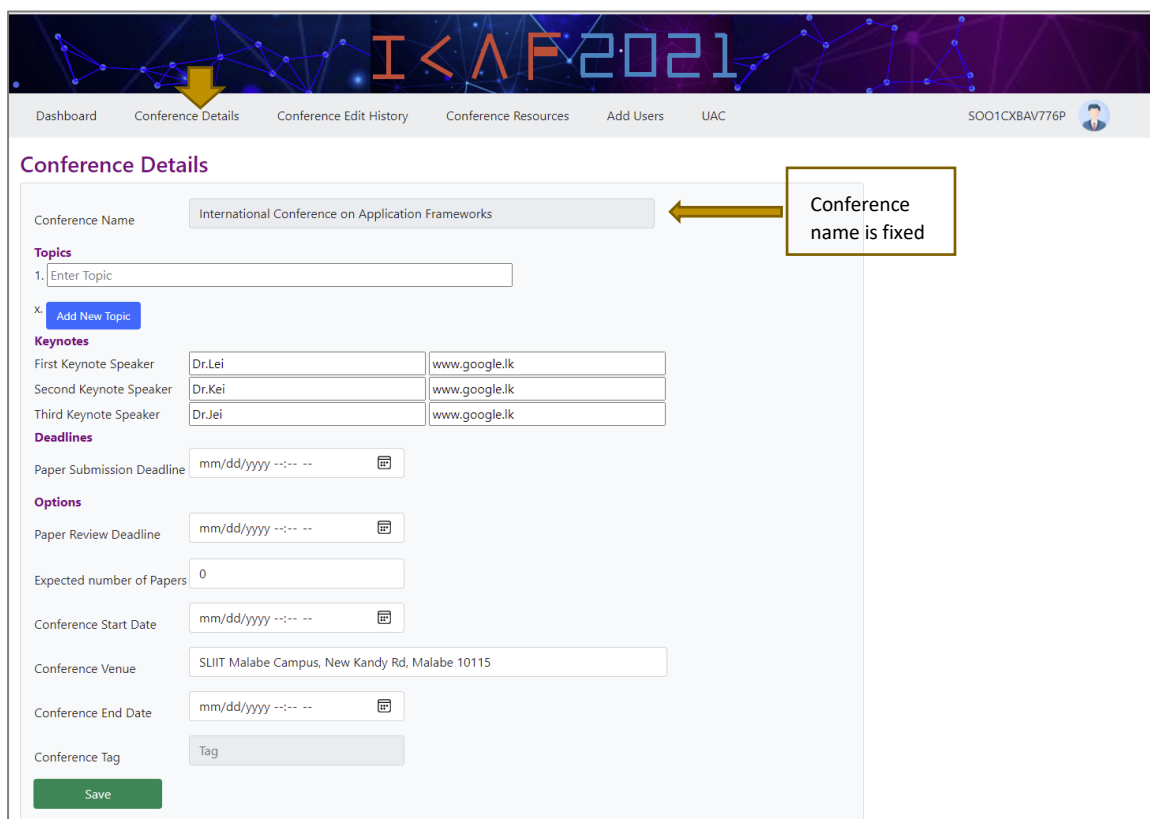 ICAF2021
Dashboard Conference Details Conference Edit History Conference Resources Add Users UAC SOO1CXBAV776P
Conference Details
Conference Name International Conference on Application Frameworks
Conference
name is fixed
Topics
1. Enter Topic
x. Add New Topic
Keynotes
First Keynote Speaker Dr.Lei www.google.lk
Second Keynote Speaker Dr.Kei www.google.lk
Third Keynote Speaker Dr.Jei www.google.lk
Deadlines
Paper Submission Deadline mm/dd/yyyy --:-- --
Options
Paper Review Deadline mm/dd/yyyy --:-- --
Expected number of Papers 0
Conference Start Date mm/dd/yyyy --:-- --
Conference Venue SLIIT Malabe Campus, New Kandy Rd, Malabe 10115
Conference End Date mm/dd/yyyy --:-- --
Conference Tag Tag
Save